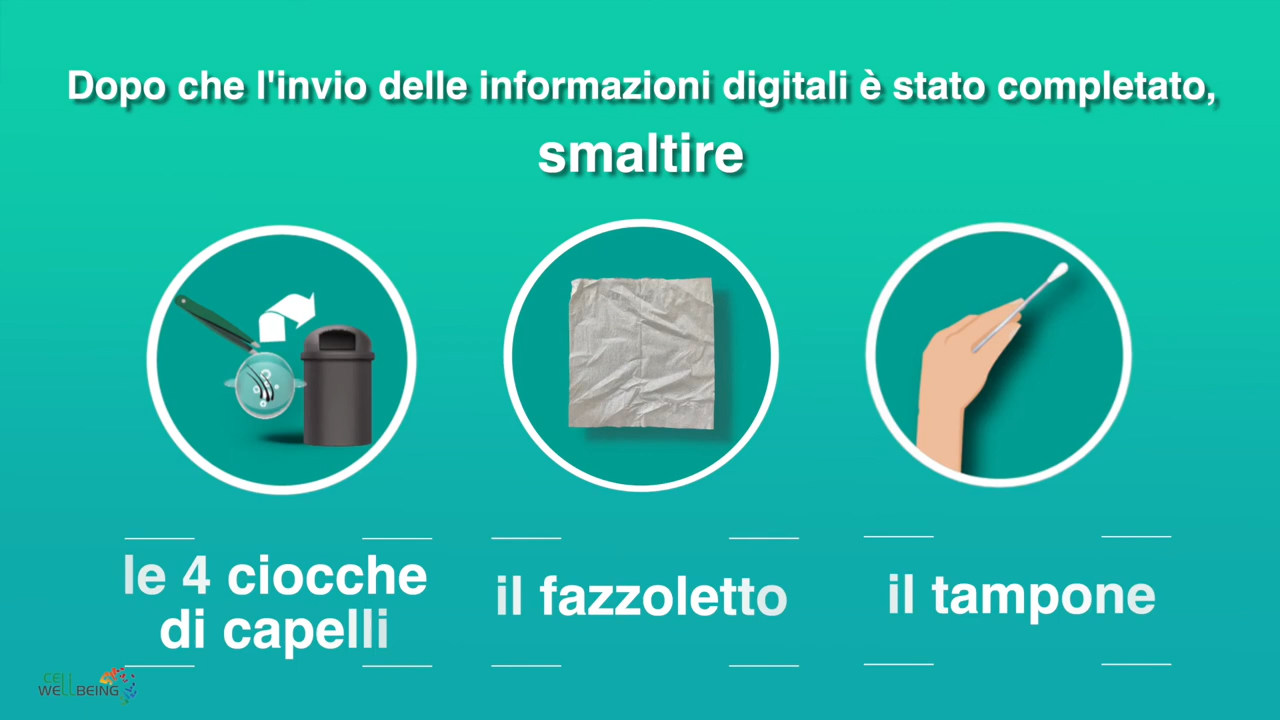 Dopo che l'invio delle informazioni digitali è stato completato,
smaltire
le 4 ciocche
di capelli
il fazzoletto
il tampone
CELL
WELLBEING